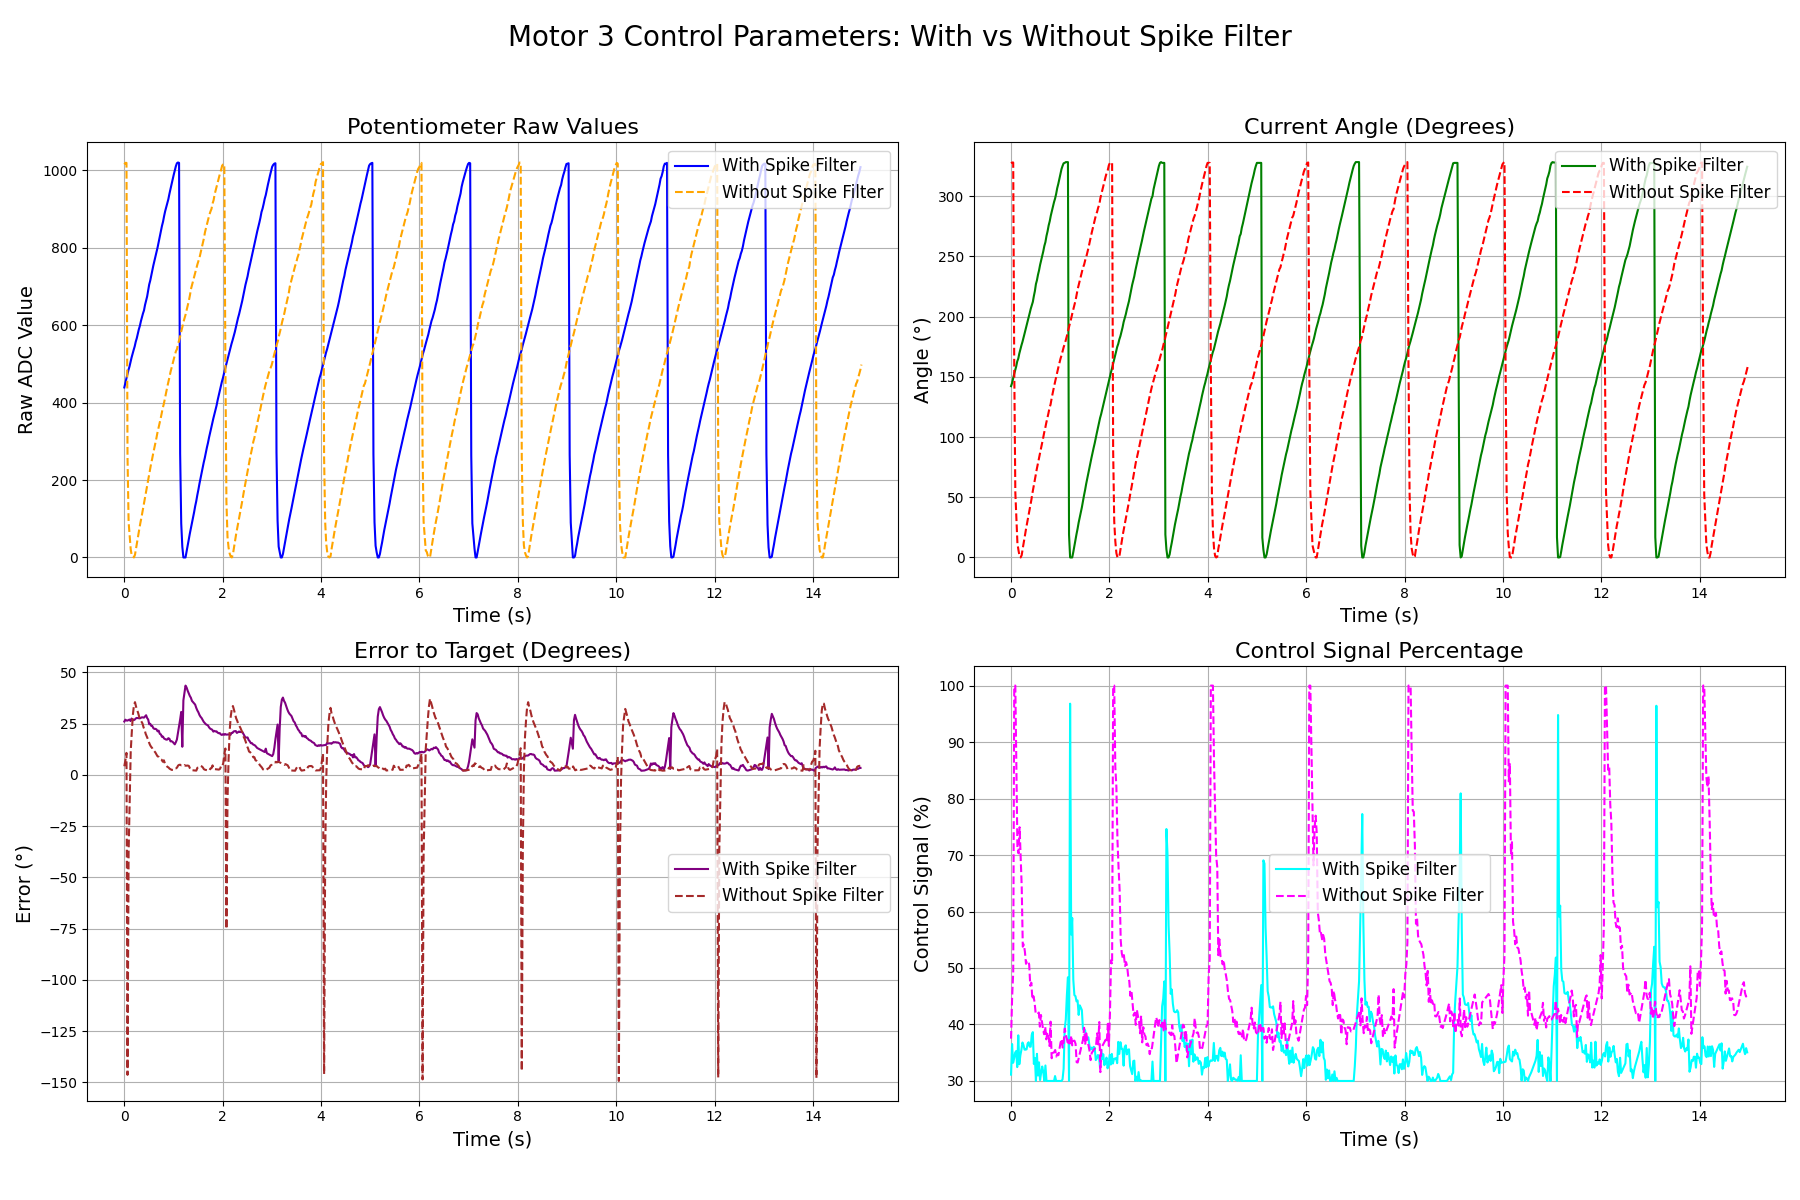 Motor 3 Control Parameters: With vs Without Spike Filter
Potentiometer Raw Values
Raw ADC Value
1000
800
600
400
200
0
With Spike Filter
Without Spike Filter
0 2 4 6 8 10 12 14
Time (s)
Current Angle (Degrees)
Angle (°)
300
250
200
150
100
50
0
With Spike Filter
Without Spike Filter
0 2 4 6 8 10 12 14
Time (s)
Error to Target (Degrees)
Error (°)
50
25
0
−25
−50
−75
−100
−125
−150
With Spike Filter
Without Spike Filter
0 2 4 6 8 10 12 14
Time (s)
Control Signal Percentage
Control Signal (%)
100
90
80
70
60
50
40
30
With Spike Filter
Without Spike Filter
0 2 4 6 8 10 12 14
Time (s)